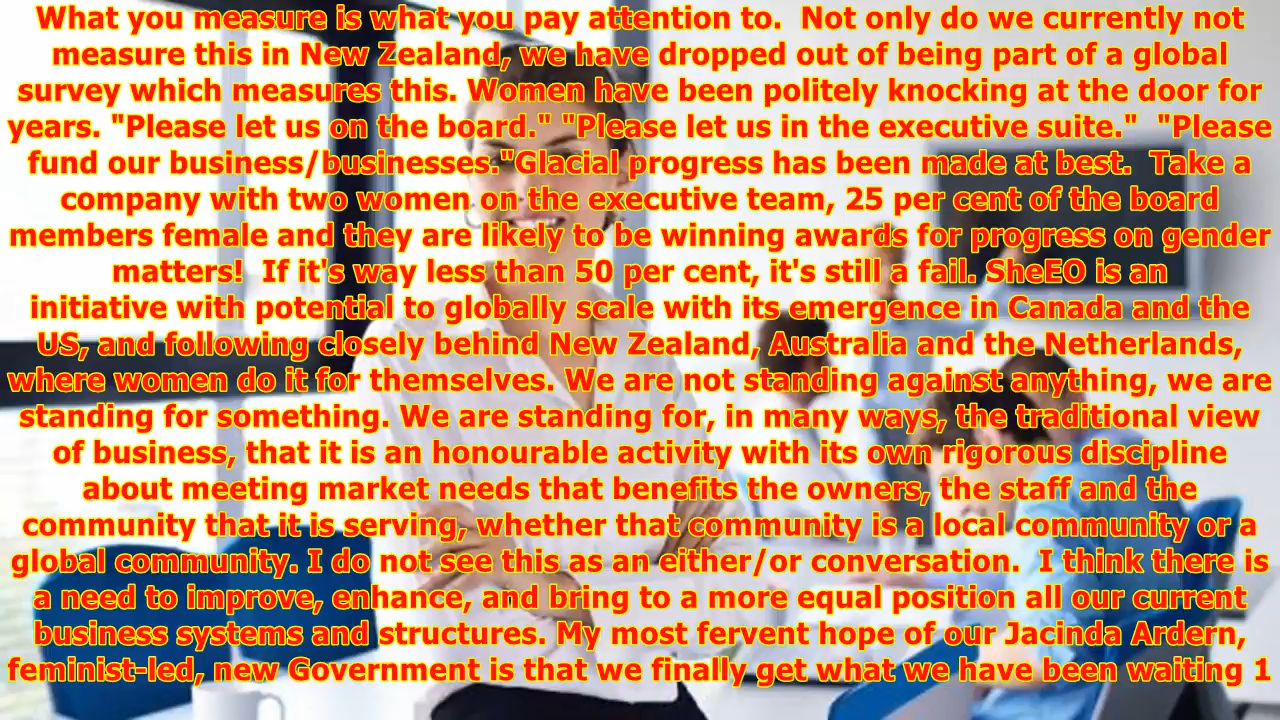 What you measure is what you pay attention to.  Not only do we currently not
measure this in New Zealand, we have dropped out of being part of a global
survey which measures this. Women have been politely knocking at the door for
years. "Please let us on the board." "Please let us in the executive suite."  "Please
fund our business/businesses."Glacial progress has been made at best.  Take a
company with two women on the executive team, 25 per cent of the board
members female and they are likely to be winning awards for progress on gender
matters!  If it's way less than 50 per cent, it's still a fail. SheEO is an
initiative with potential to globally scale with its emergence in Canada and the
US, and following closely behind New Zealand, Australia and the Netherlands,
where women do it for themselves. We are not standing against anything, we are
standing for something. We are standing for, in many ways, the traditional view
of business, that it is an honourable activity with its own rigorous discipline
about meeting market needs that benefits the owners, the staff and the
community that it is serving, whether that community is a local community or a
global community. I do not see this as an either/or conversation.  I think there is
a need to improve, enhance, and bring to a more equal position all our current
business systems and structures. My most fervent hope of our Jacinda Ardern,
feminist-led, new Government is that we finally get what we have been waiting 1